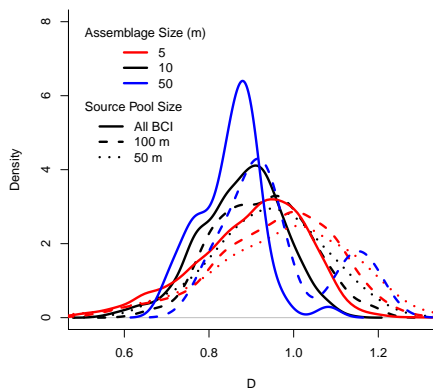 8
6
4
2
0
Density
Assemblage Size (m)
5
10
50
Source Pool Size
All BCI
100 m
50 m
0.6 0.8 1.0 1.2
D